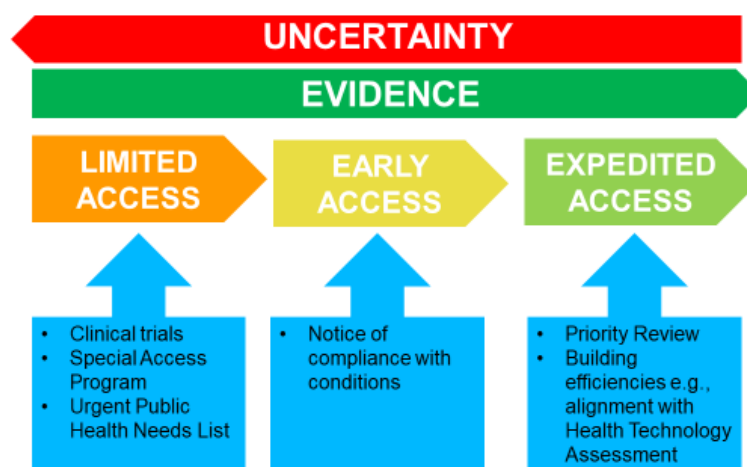 UNCERTAINTY
EVIDENCE
LIMITED
ACCESS
EARLY
ACCESS
EXPEDITED
ACCESS
• Clinical trials
• Special Access
Program
• Urgent Public
Health Needs List
• Notice of
compliance with
conditions
• Priority Review
• Building
efficiencies e.g.,
alignment with
Health Technology
Assessment